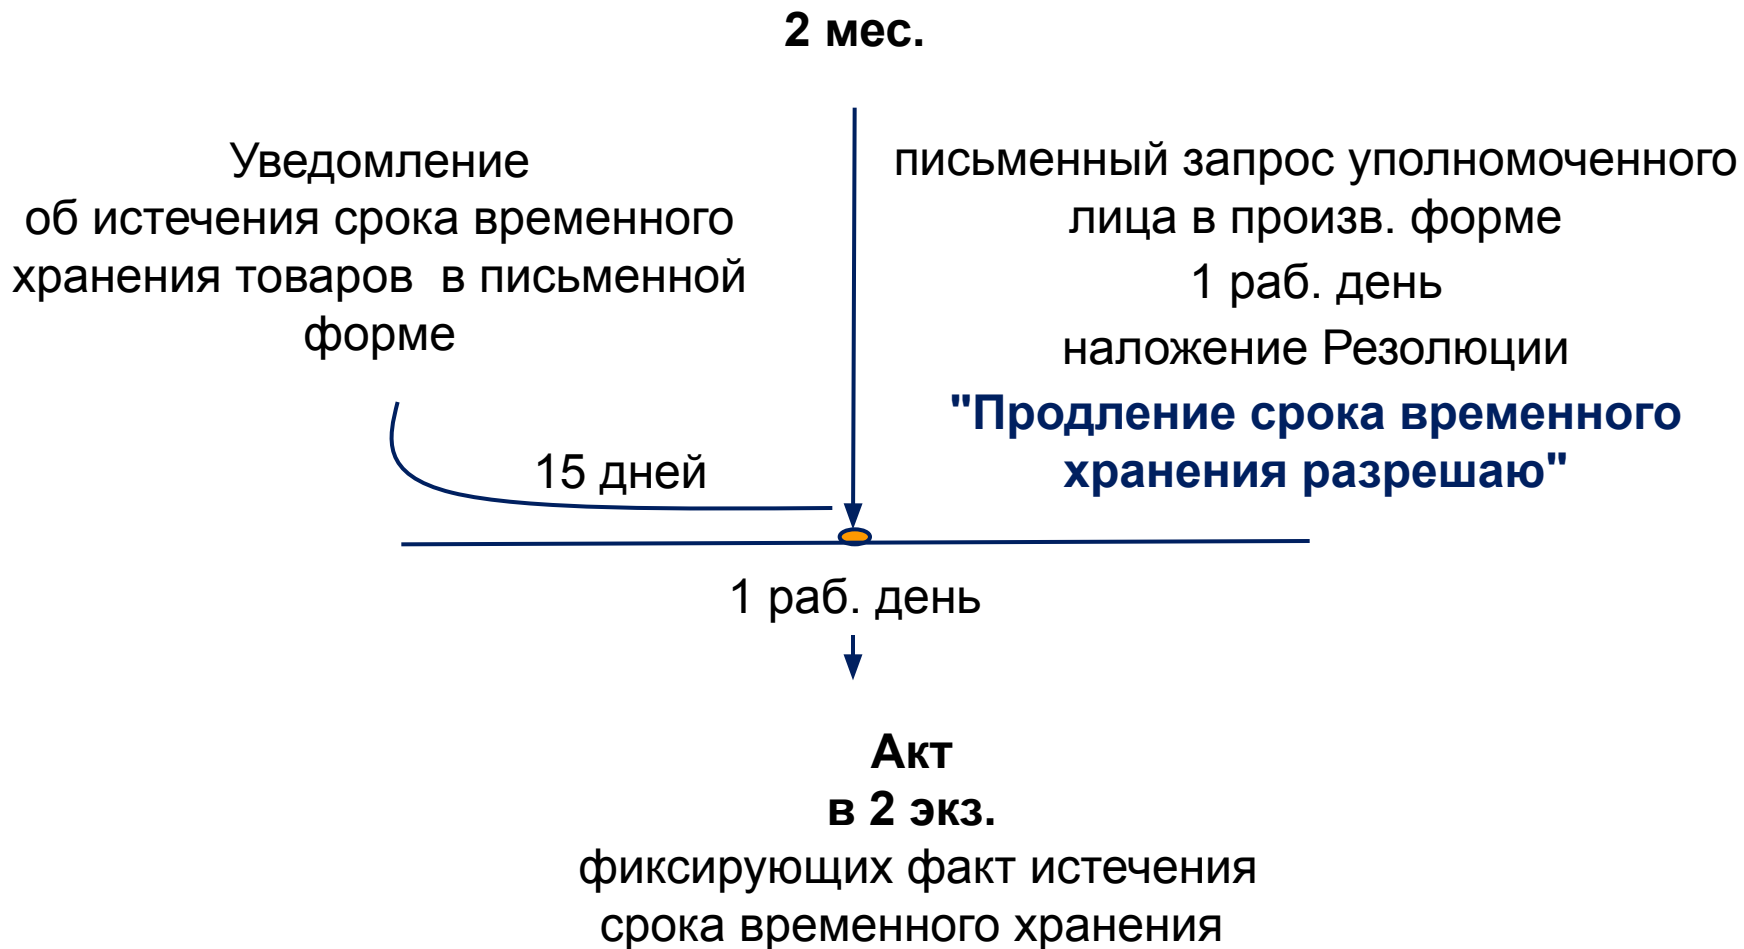 2 мес.
Уведомление
об истечения срока временного
хранения товаров в письменной
форме
письменный запрос уполномоченного
лица в произв. форме
1 раб. день
наложение Резолюции
"Продление срока временного
хранения разрешаю"
15 дней
1 раб. день
Акт
в 2 экз.
фиксирующих факт истечения
срока временного хранения